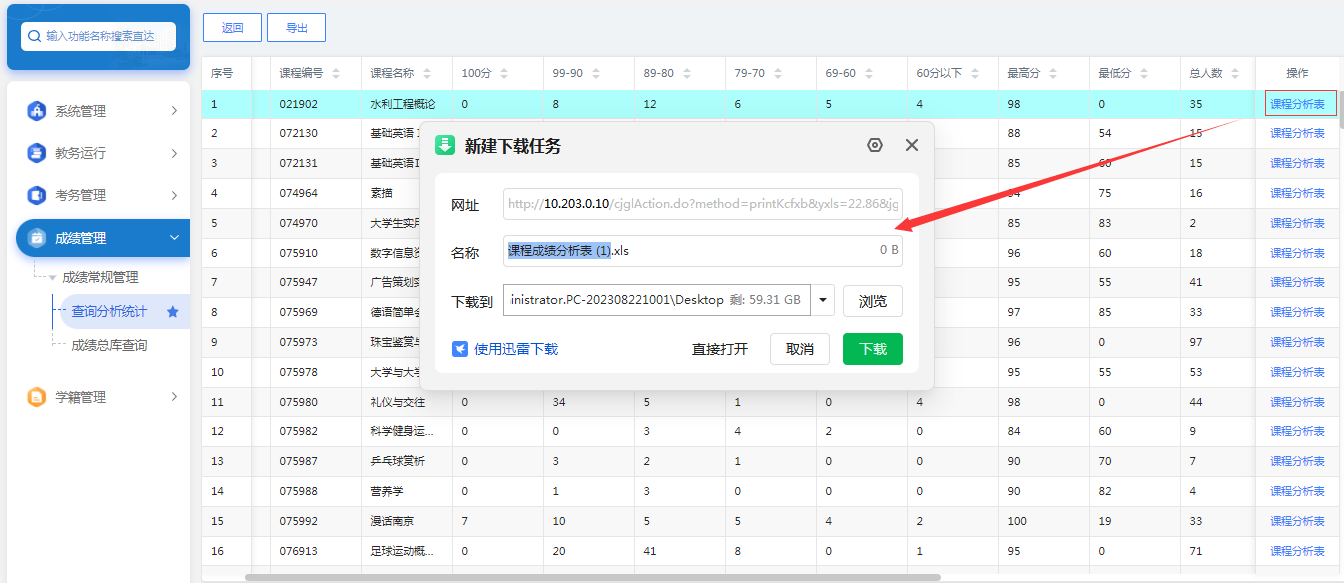 输入功能名称搜索直达
系统管理
教务运行
考务管理
成绩管理
成绩常规管理
查询分析统计
成绩总库查询
学籍管理
返回 导出
序号 课程编号 课程名称 100分 99-90 89-80 79-70 69-60 60分以下 最高分 最低分 总人数 操作
1 021902 水利工程概论 0 8 12 6 5 4 98 0 35 课程分析表
2 072130 基础英语 88 54 15 课程分析表
3 072131 基础英语 85 60 15 课程分析表
4 074964 素描 94 75 16 课程分析表
5 074970 大学生实用 85 83 2 课程分析表
6 075910 数字信息资 96 60 18 课程分析表
7 075947 广告策划实 95 55 41 课程分析表
8 075969 德语简单会 97 85 33 课程分析表
9 075973 珠宝鉴赏与 96 0 97 课程分析表
10 075978 大学与大学 95 55 53 课程分析表
11 075980 礼仪与交往 0 34 5 1 0 4 98 0 44 课程分析表
12 075982 科学健身运... 0 0 3 4 2 0 84 60 9 课程分析表
13 075987 乒乓球赏析 0 3 2 1 0 0 90 70 7 课程分析表
14 075988 营养学 0 1 3 0 0 0 90 82 4 课程分析表
15 075992 漫话南京 7 10 5 5 4 2 100 19 33 课程分析表
16 076913 足球运动概... 0 20 41 8 0 1 95 0 71 课程分析表
新建下载任务
网址 http://10.203.0.10/cjglAction.do?method=printKcfxb&yxls=22.86&jg
名称 课程成绩分析表 (1).xls 0 B
下载到 inistrator.PC-202308221001\Desktop 剩: 59.31 GB 浏览
使用迅雷下载 直接打开 取消 下载